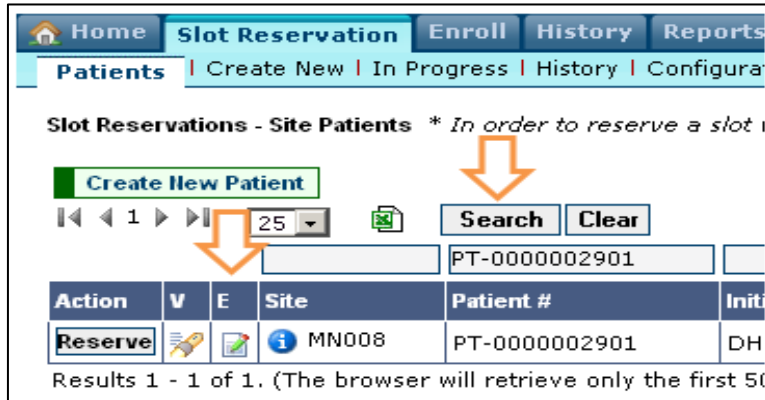 Home Slot Reservation Enroll History Reports
Patients | Create New | In Progress | History |
Slot Reservations - Site Patients * In order to reserve a slot
Create New Patient
1 25 Search Clear
PT-0000002901
Action V E Site Patient #
Reserve MN008 PT-0000002901 DH
Results 1 - 1 of 1. (The browser will retrieve only the first